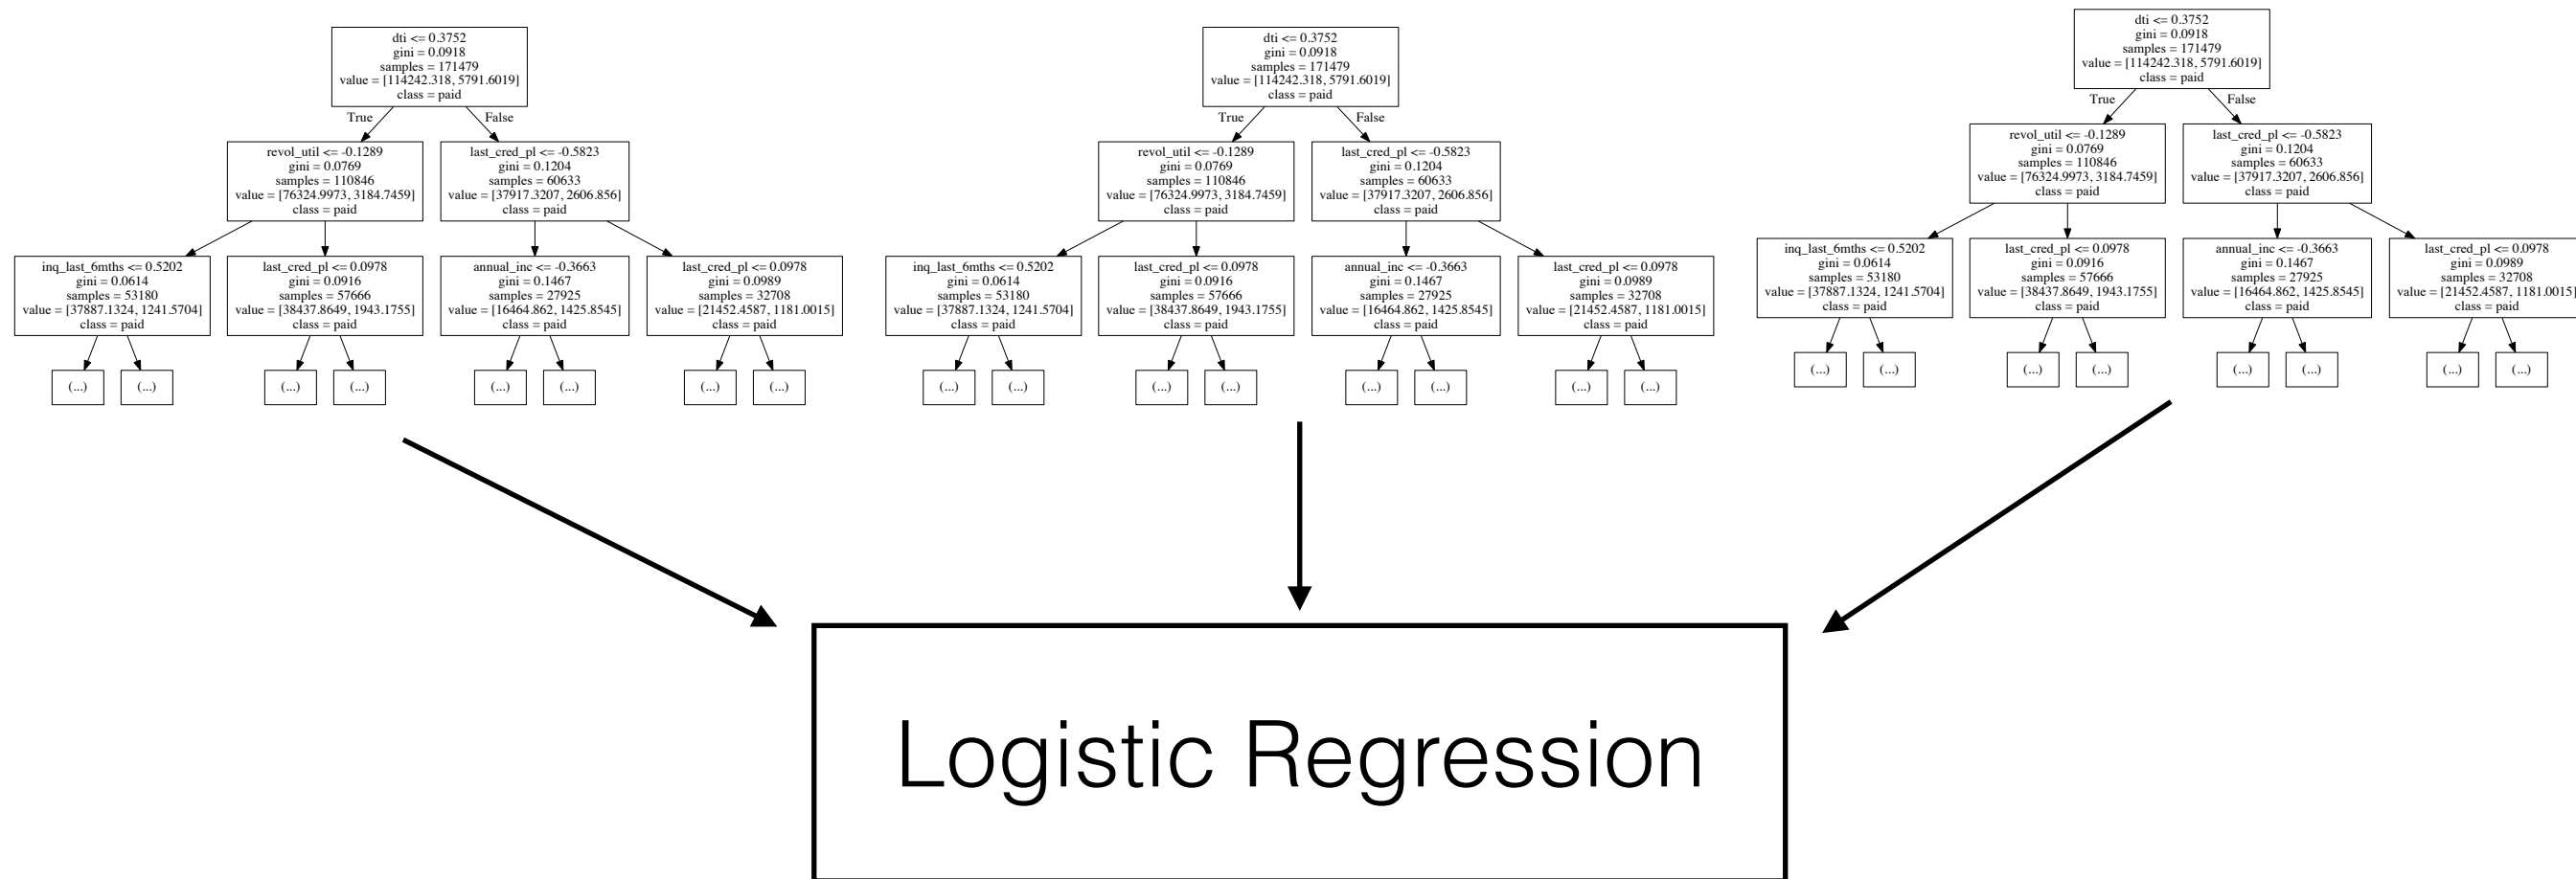 dti <= 0.3752
gini = 0.0918
samples = 171479
value = [114242.318, 5791.6019]
class = paid
True
False
revol_util <= -0.1289
gini = 0.0769
samples = 110846
value = [76324.9973, 3184.7459]
class = paid
last_cred_pl <= -0.5823
gini = 0.1204
samples = 60633
value = [37917.3207, 2606.856]
class = paid
inq_last_6mths <= 0.5202
gini = 0.0614
samples = 53180
value = [37887.1324, 1241.5704]
class = paid
last_cred_pl <= 0.0978
gini = 0.0916
samples = 57666
value = [38437.8649, 1943.1755]
class = paid
annual_inc <= -0.3663
gini = 0.1467
samples = 27925
value = [16464.862, 1425.8545]
class = paid
last_cred_pl <= 0.0978
gini = 0.0989
samples = 32708
value = [21452.4587, 1181.0015]
class = paid
(...)
(...)
(...)
(...)
(...)
(...)
(...)
(...)
dti <= 0.3752
gini = 0.0918
samples = 171479
value = [114242.318, 5791.6019]
class = paid
True
False
revol_util <= -0.1289
gini = 0.0769
samples = 110846
value = [76324.9973, 3184.7459]
class = paid
last_cred_pl <= -0.5823
gini = 0.1204
samples = 60633
value = [37917.3207, 2606.856]
class = paid
inq_last_6mths <= 0.5202
gini = 0.0614
samples = 53180
value = [37887.1324, 1241.5704]
class = paid
last_cred_pl <= 0.0978
gini = 0.0916
samples = 57666
value = [38437.8649, 1943.1755]
class = paid
annual_inc <= -0.3663
gini = 0.1467
samples = 27925
value = [16464.862, 1425.8545]
class = paid
last_cred_pl <= 0.0978
gini = 0.0989
samples = 32708
value = [21452.4587, 1181.0015]
class = paid
(...)
(...)
(...)
(...)
(...)
(...)
(...)
(...)
dti <= 0.3752
gini = 0.0918
samples = 171479
value = [114242.318, 5791.6019]
class = paid
True
False
revol_util <= -0.1289
gini = 0.0769
samples = 110846
value = [76324.9973, 3184.7459]
class = paid
last_cred_pl <= -0.5823
gini = 0.1204
samples = 60633
value = [37917.3207, 2606.856]
class = paid
inq_last_6mths <= 0.5202
gini = 0.0614
samples = 53180
value = [37887.1324, 1241.5704]
class = paid
last_cred_pl <= 0.0978
gini = 0.0916
samples = 57666
value = [38437.8649, 1943.1755]
class = paid
annual_inc <= -0.3663
gini = 0.1467
samples = 27925
value = [16464.862, 1425.8545]
class = paid
last_cred_pl <= 0.0978
gini = 0.0989
samples = 32708
value = [21452.4587, 1181.0015]
class = paid
(...)
(...)
(...)
(...)
(...)
(...)
(...)
(...)
Logistic Regression